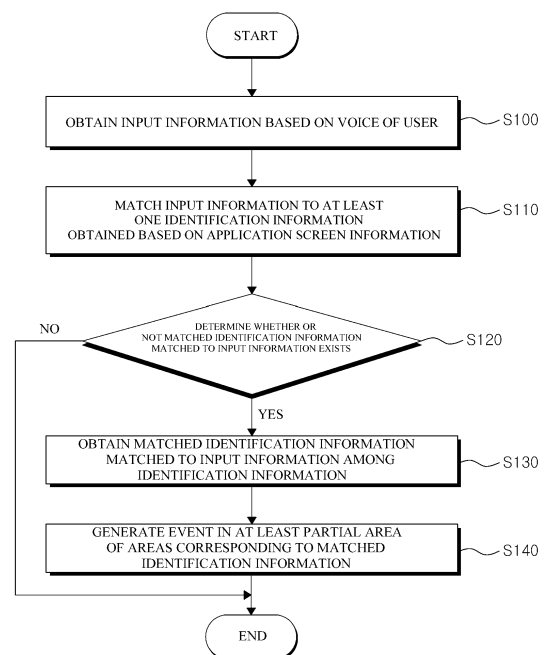 START
OBTAIN INPUT INFORMATION BASED ON VOICE OF USER
S100
MATCH INPUT INFORMATION TO AT LEAST
ONE IDENTIFICATION INFORMATION
OBTAINED BASED ON APPLICATION SCREEN INFORMATION
S110
NO
DETERMINE WHETHER OR
NOT MATCHED IDENTIFICATION INFORMATION
MATCHED TO INPUT INFORMATION EXISTS
S120
YES
OBTAIN MATCHED IDENTIFICATION INFORMATION
MATCHED TO INPUT INFORMATION AMONG
IDENTIFICATION INFORMATION
S130
GENERATE EVENT IN AT LEAST PARTIAL AREA
OF AREAS CORRESPONDING TO MATCHED
IDENTIFICATION INFORMATION
S140
END